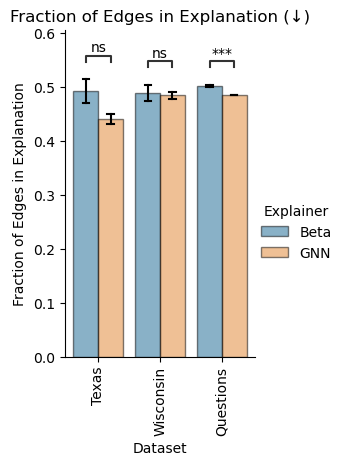 Fraction of Edges in Explanation (↓)
0.6
0.5
0.4
0.3
0.2
0.1
0.0
Fraction of Edges in Explanation
ns
ns
***
Explainer
Beta
GNN
Texas
Wisconsin
Questions
Dataset